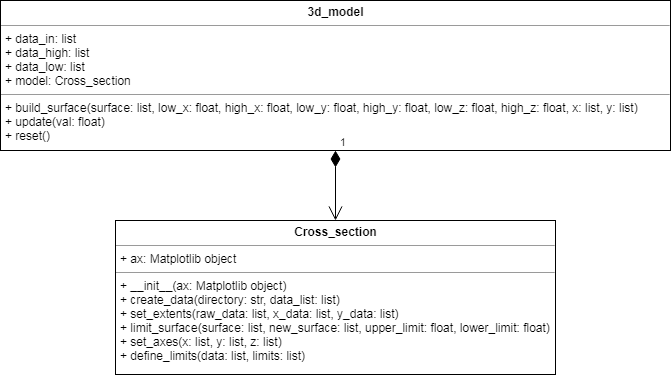 3d_model
+ data_in: list
+ data_high: list
+ data_low: list
+ model: Cross_section
+ build_surface(surface: list, low_x: float, high_x: float, low_y: float, high_y: float, low_z: float, high_z: float, x: list, y: list)
+ update(val: float)
+ reset()
1
Cross_section
+ ax: Matplotlib object
+ __init__(ax: Matplotlib object)
+ create_data(directory: str, data_list: list)
+ set_extents(raw_data: list, x_data: list, y_data: list)
+ limit_surface(surface: list, new_surface: list, upper_limit: float, lower_limit: float)
+ set_axes(x: list, y: list, z: list)
+ define_limits(data: list, limits: list)